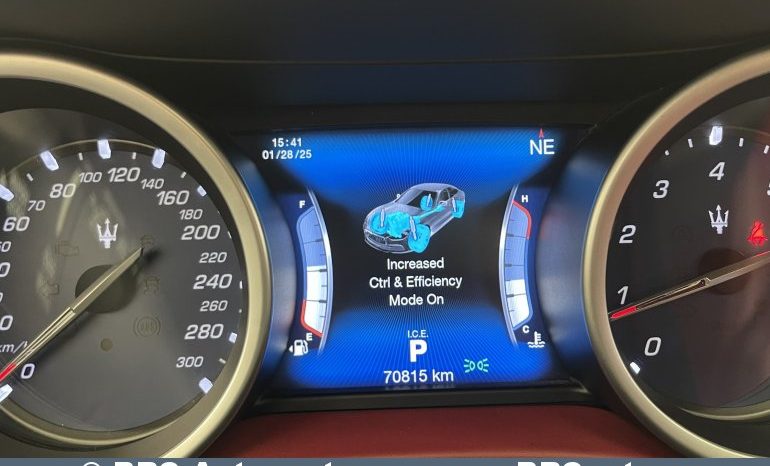 15:41
01/28/25
NE
F
H
Increased
Ctrl & Efficiency
Mode On
E
C
I.C.E.
P
70815 km
60
70
80
100
120
140
160
180
200
220
240
260
280
300
0
km/h
0
1
2
3
4